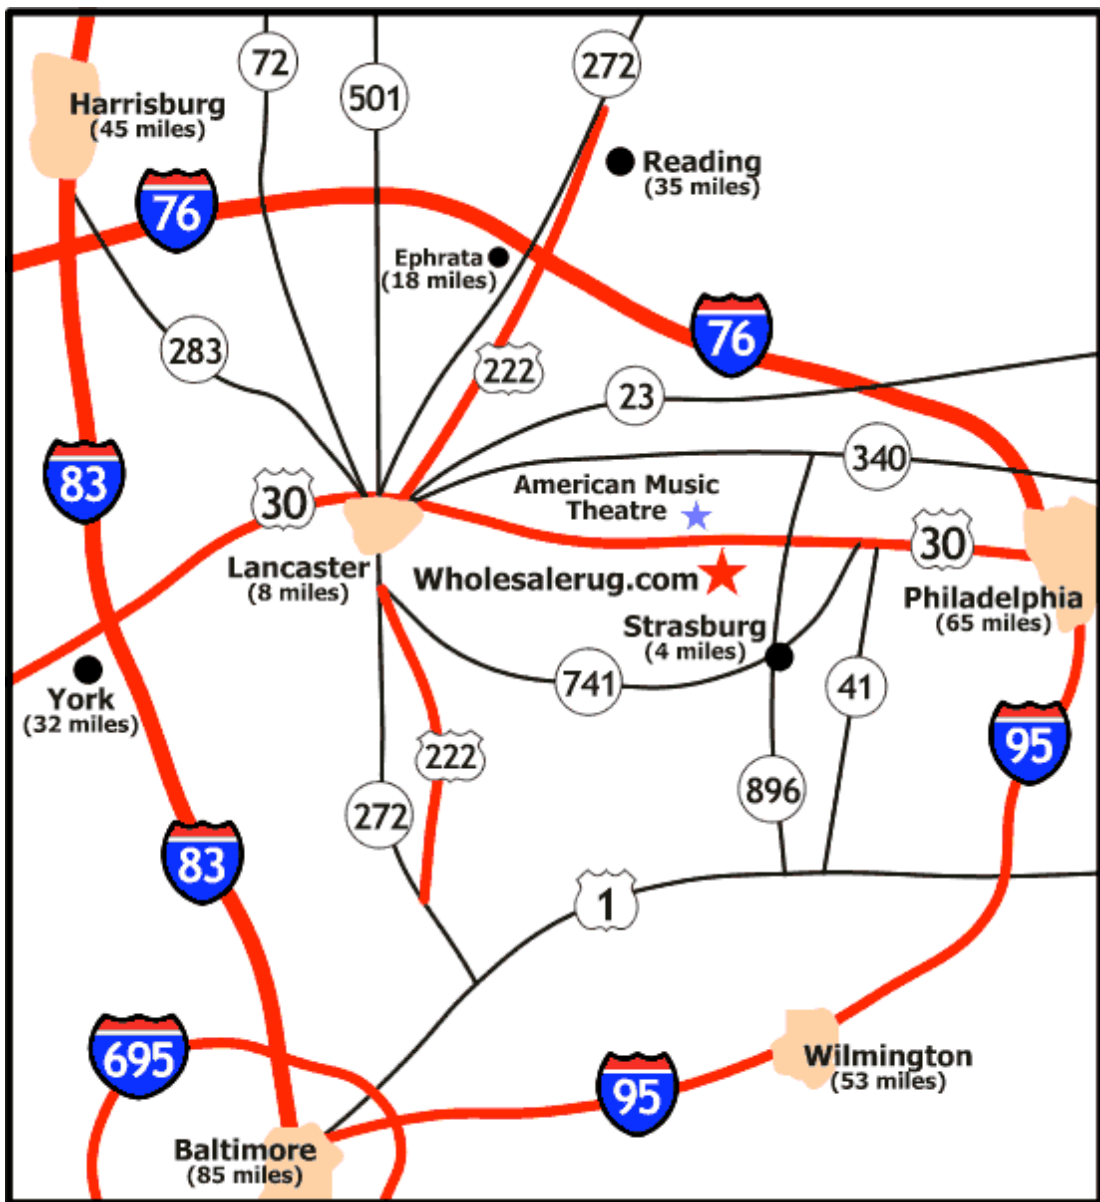 72
272
501
Harrisburg
(45 miles)
Reading
(35 miles)
76
Ephrata
(18 miles)
76
283
222
23
340
83
30
American Music
Theatre
30
Lancaster
(8 miles)
Wholesalerug.com
Philadelphia
(65 miles)
Strasburg
(4 miles)
741
41
York
(32 miles)
95
222
896
272
83
1
695
Wilmington
(53 miles)
95
Baltimore
(85 miles)